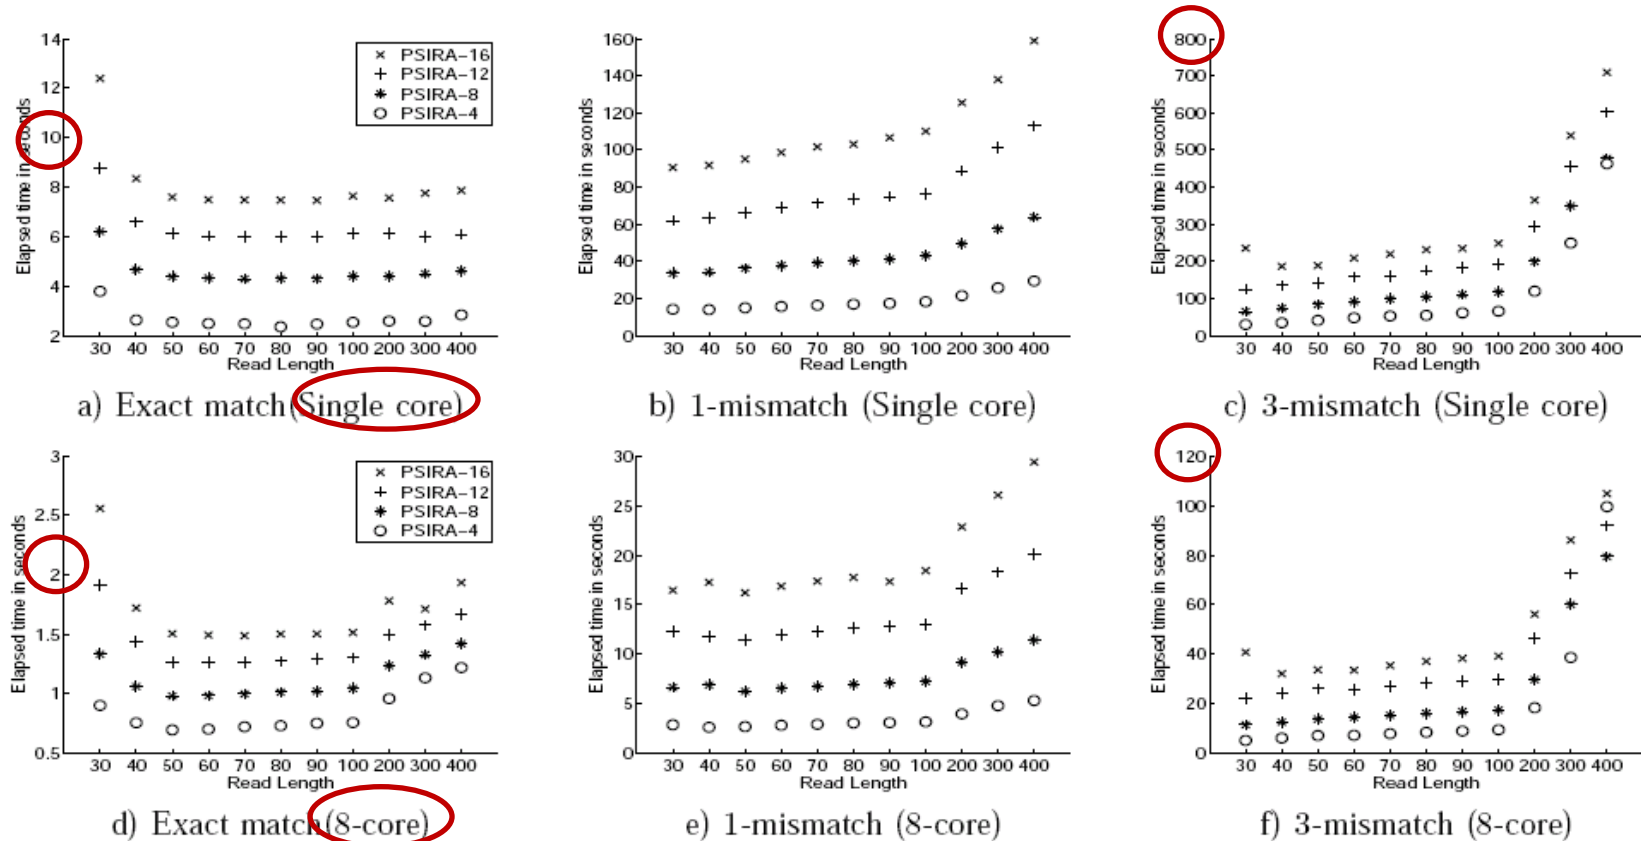 14
12
10
8
6
4
2
Elapsed time in seconds
× PSIRA-16
+ PSIRA-12
* PSIRA-8
○ PSIRA-4
30 40 50 60 70 80 90 100 200 300 400
Read Length
a) Exact match(Single core)
160
140
120
100
80
60
40
20
0
Elapsed time in seconds
30 40 50 60 70 80 90 100 200 300 400
Read Length
b) 1-mismatch (Single core)
800
700
600
500
400
300
200
100
0
Elapsed time in seconds
30 40 50 60 70 80 90 100 200 300 400
Read Length
c) 3-mismatch (Single core)
3
2.5
2
1.5
1
0.5
Elapsed time in seconds
× PSIRA-16
+ PSIRA-12
* PSIRA-8
○ PSIRA-4
30 40 50 60 70 80 90 100 200 300 400
Read Length
d) Exact match(8-core)
30
25
20
15
10
5
0
Elapsed time in seconds
30 40 50 60 70 80 90 100 200 300 400
Read Length
e) 1-mismatch (8-core)
120
100
80
60
40
20
0
Elapsed time in seconds
30 40 50 60 70 80 90 100 200 300 400
Read Length
f) 3-mismatch (8-core)